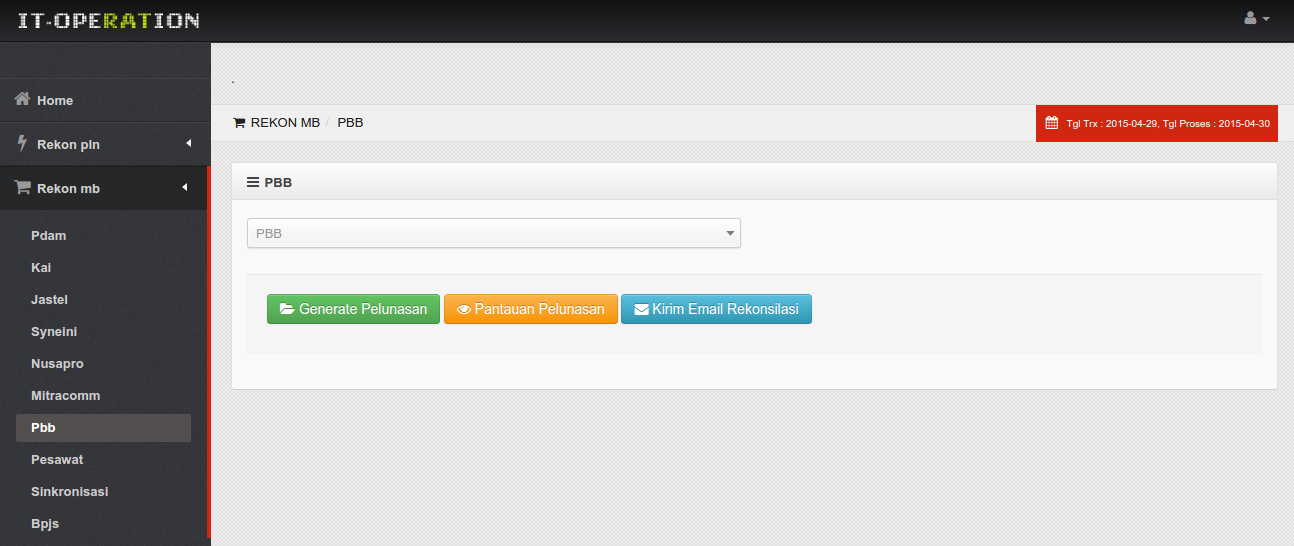 IT-OPERATION
.
Home
Rekon pln
Rekon mb
Pdam
Kai
Jastel
Syneini
Nusapro
Mitracomm
Pbb
Pesawat
Sinkronisasi
Bpjs
REKON MB / PBB
Tgl Trx : 2015-04-29, Tgl Proses : 2015-04-30
PBB
PBB
Generate Pelunasan
Pantauan Pelunasan
Kirim Email Rekonsilasi